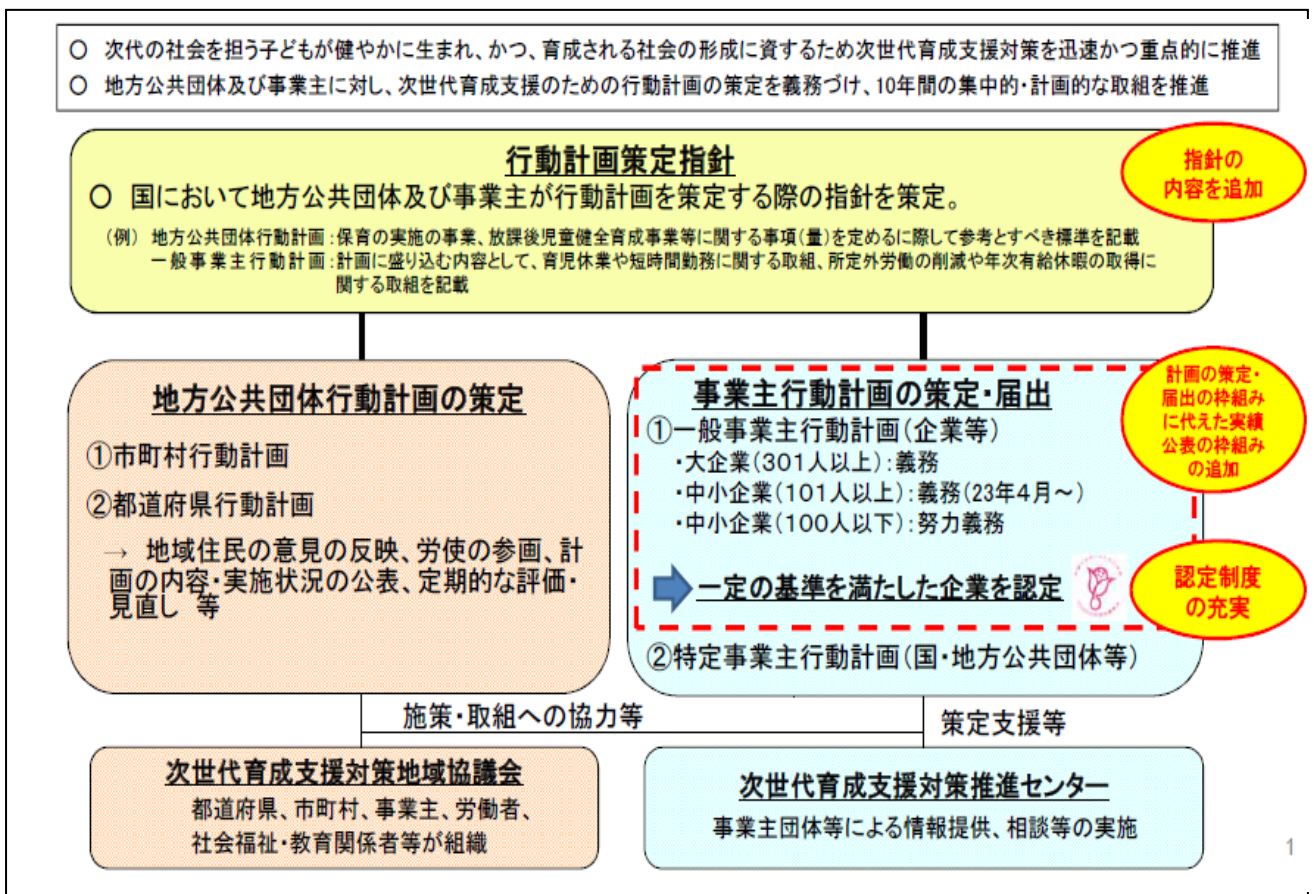 ○ 次代の社会を担う子どもが健やかに生まれ、かつ、育成される社会の形成に資するため次世代育成支援対策を迅速かつ重点的に推進
○ 地方公共団体及び事業主に対し、次世代育成支援のための行動計画の策定を義務づけ、10年間の集中的・計画的な取組を推進
行動計画策定指針
○ 国において地方公共団体及び事業主が行動計画を策定する際の指針を策定。
(例) 地方公共団体行動計画:保育の実施の事業、放課後児童健全育成事業等に関する事項(量)を定めるに際して参考とすべき標準を記載
一般事業主行動計画:計画に盛り込む内容として、育児休業や短時間勤務に関する取組、所定外労働の削減や年次有給休暇の取得に
関する取組を記載
指針の
内容を追加
地方公共団体行動計画の策定
①市町村行動計画
②都道府県行動計画
→ 地域住民の意見の反映、労使の参画、計
画の内容・実施状況の公表、定期的な評価・
見直し 等
事業主行動計画の策定・届出
①一般事業主行動計画(企業等)
・大企業(301人以上):義務
・中小企業(101人以上):義務(23年4月~)
・中小企業(100人以下):努力義務
一定の基準を満たした企業を認定
②特定事業主行動計画(国・地方公共団体等)
計画の策定・
届出の枠組み
に代えた実績
公表の枠組み
の追加
認定制度
の充実
施策・取組への協力等
策定支援等
次世代育成支援対策地域協議会
都道府県、市町村、事業主、労働者、
社会福祉・教育関係者等が組織
次世代育成支援対策推進センター
事業主団体等による情報提供、相談等の実施
1